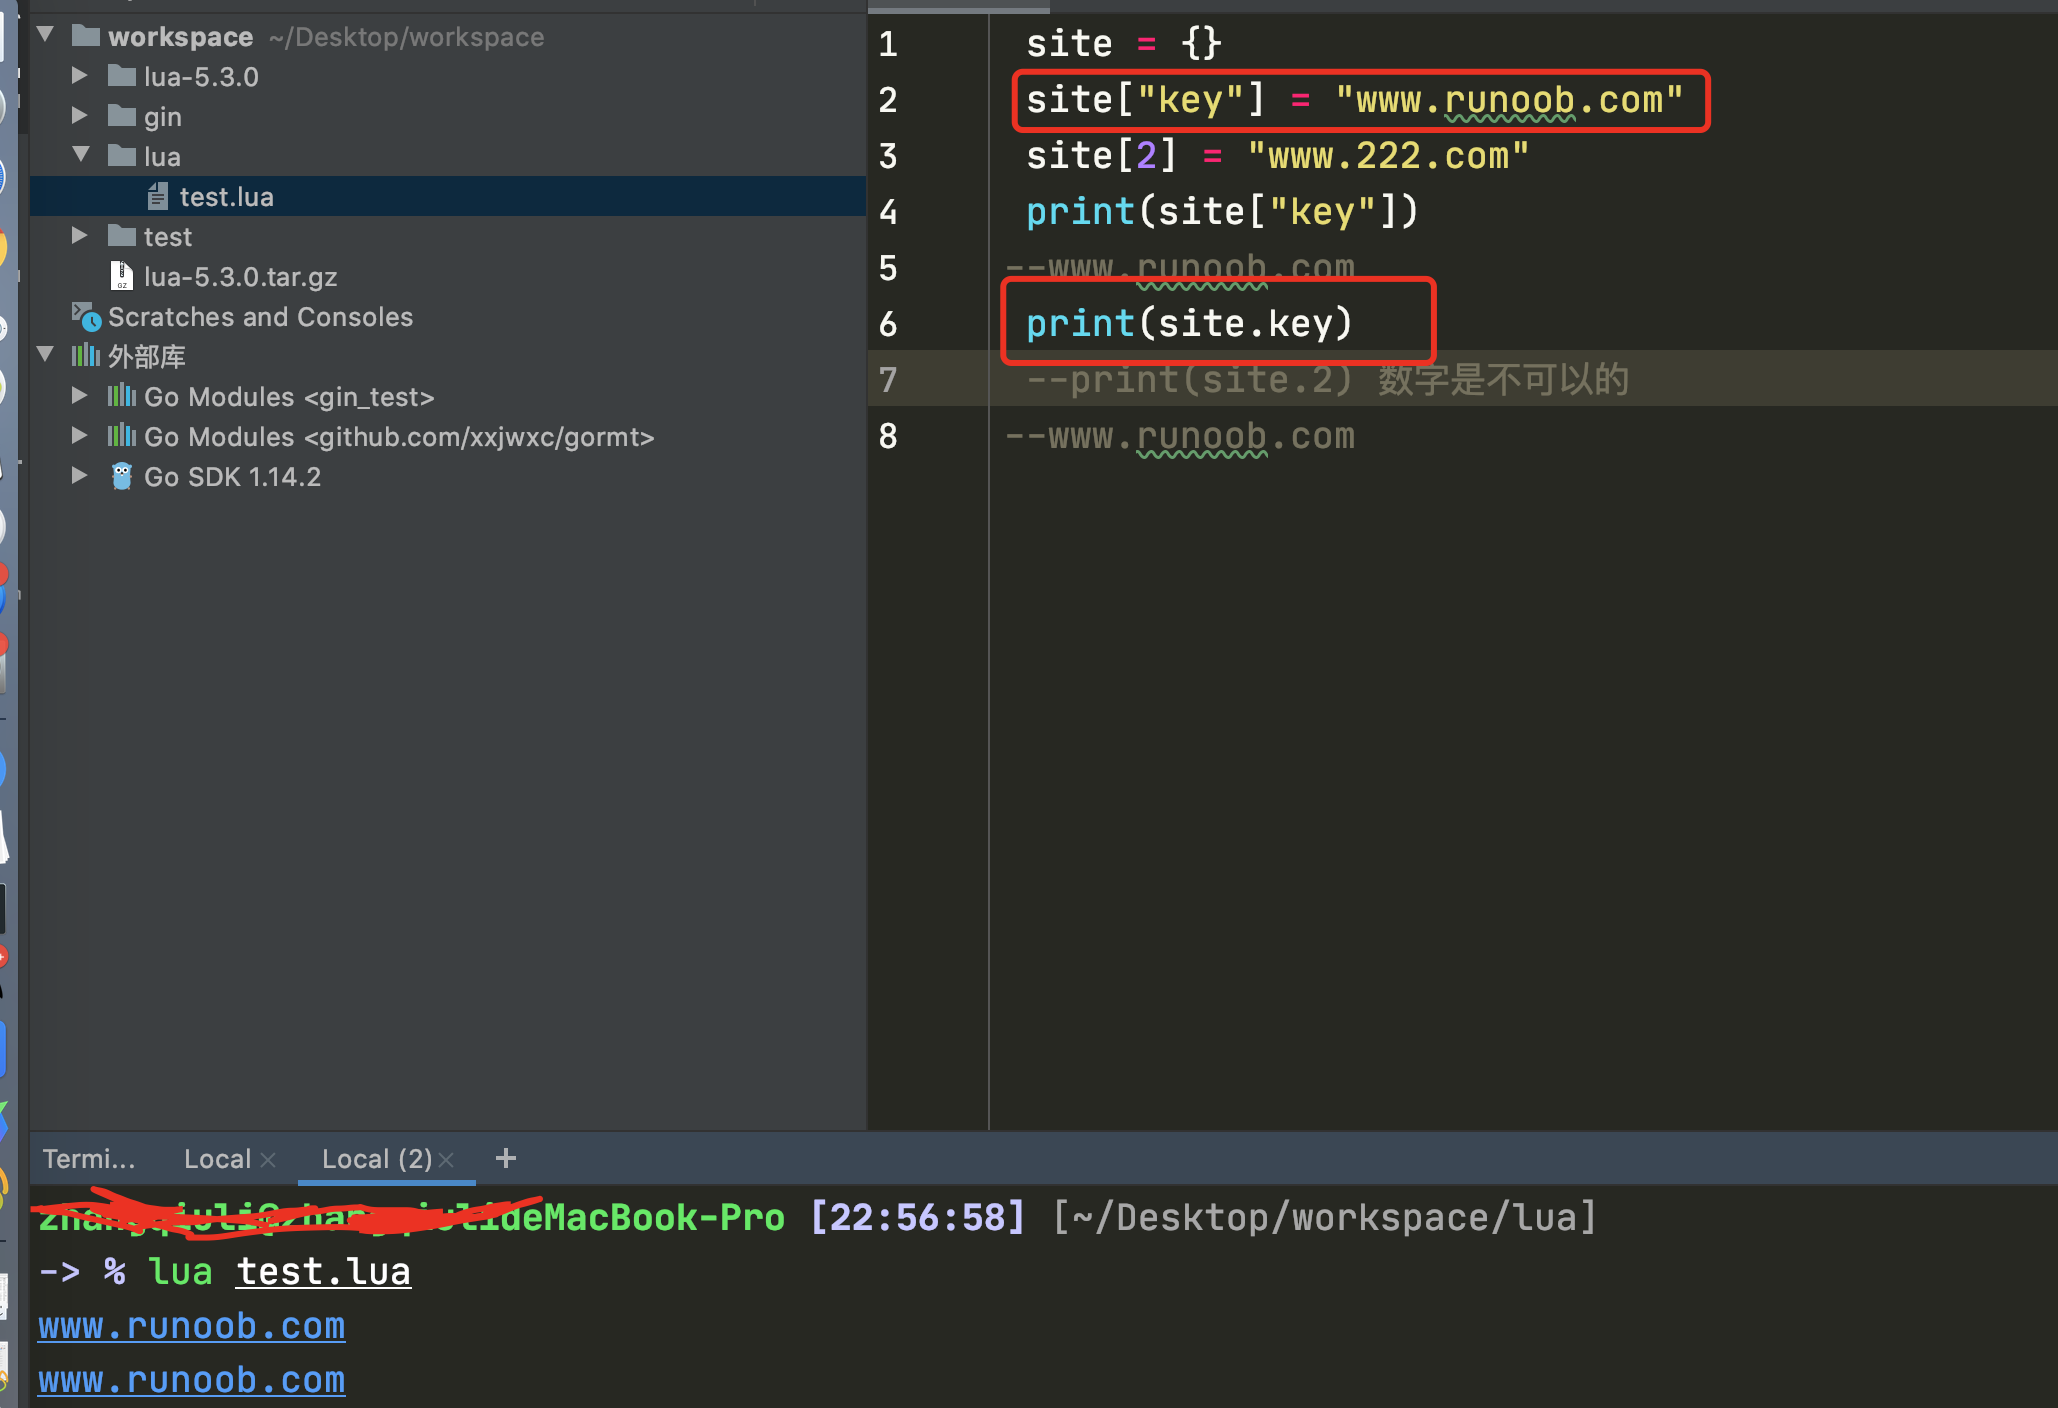 workspace ~/Desktop/workspace
lua-5.3.0
gin
lua
test.lua
test
lua-5.3.0.tar.gz
Scratches and Consoles
外部库
Go Modules <gin_test>
Go Modules <github.com/xxjwxc/gormt>
Go SDK 1.14.2
1 site = {}
2 site["key"] = "www.runoob.com"
3 site[2] = "www.222.com"
4 print(site["key"])
5 --www.runoob.com
6 print(site.key)
7 --print(site.2) 数字是不可以的
8 --www.runoob.com
Termi... Local Local (2) +
deMacBook-Pro [22:56:58] [~/Desktop/workspace/lua]
-> % lua test.lua
www.runoob.com
www.runoob.com